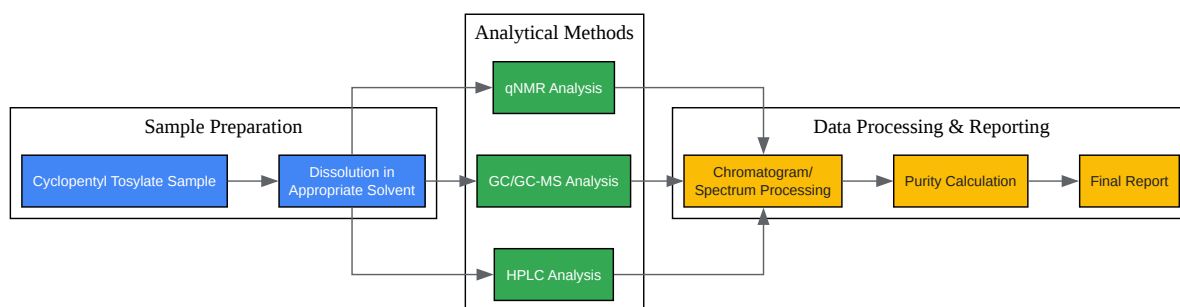 Sample Preparation
Cyclopentyl Tosylate Sample
Dissolution in
Appropriate Solvent
Analytical Methods
qNMR Analysis
GC/GC-MS Analysis
HPLC Analysis
Data Processing & Reporting
Chromatogram/
Spectrum Processing
Purity Calculation
Final Report